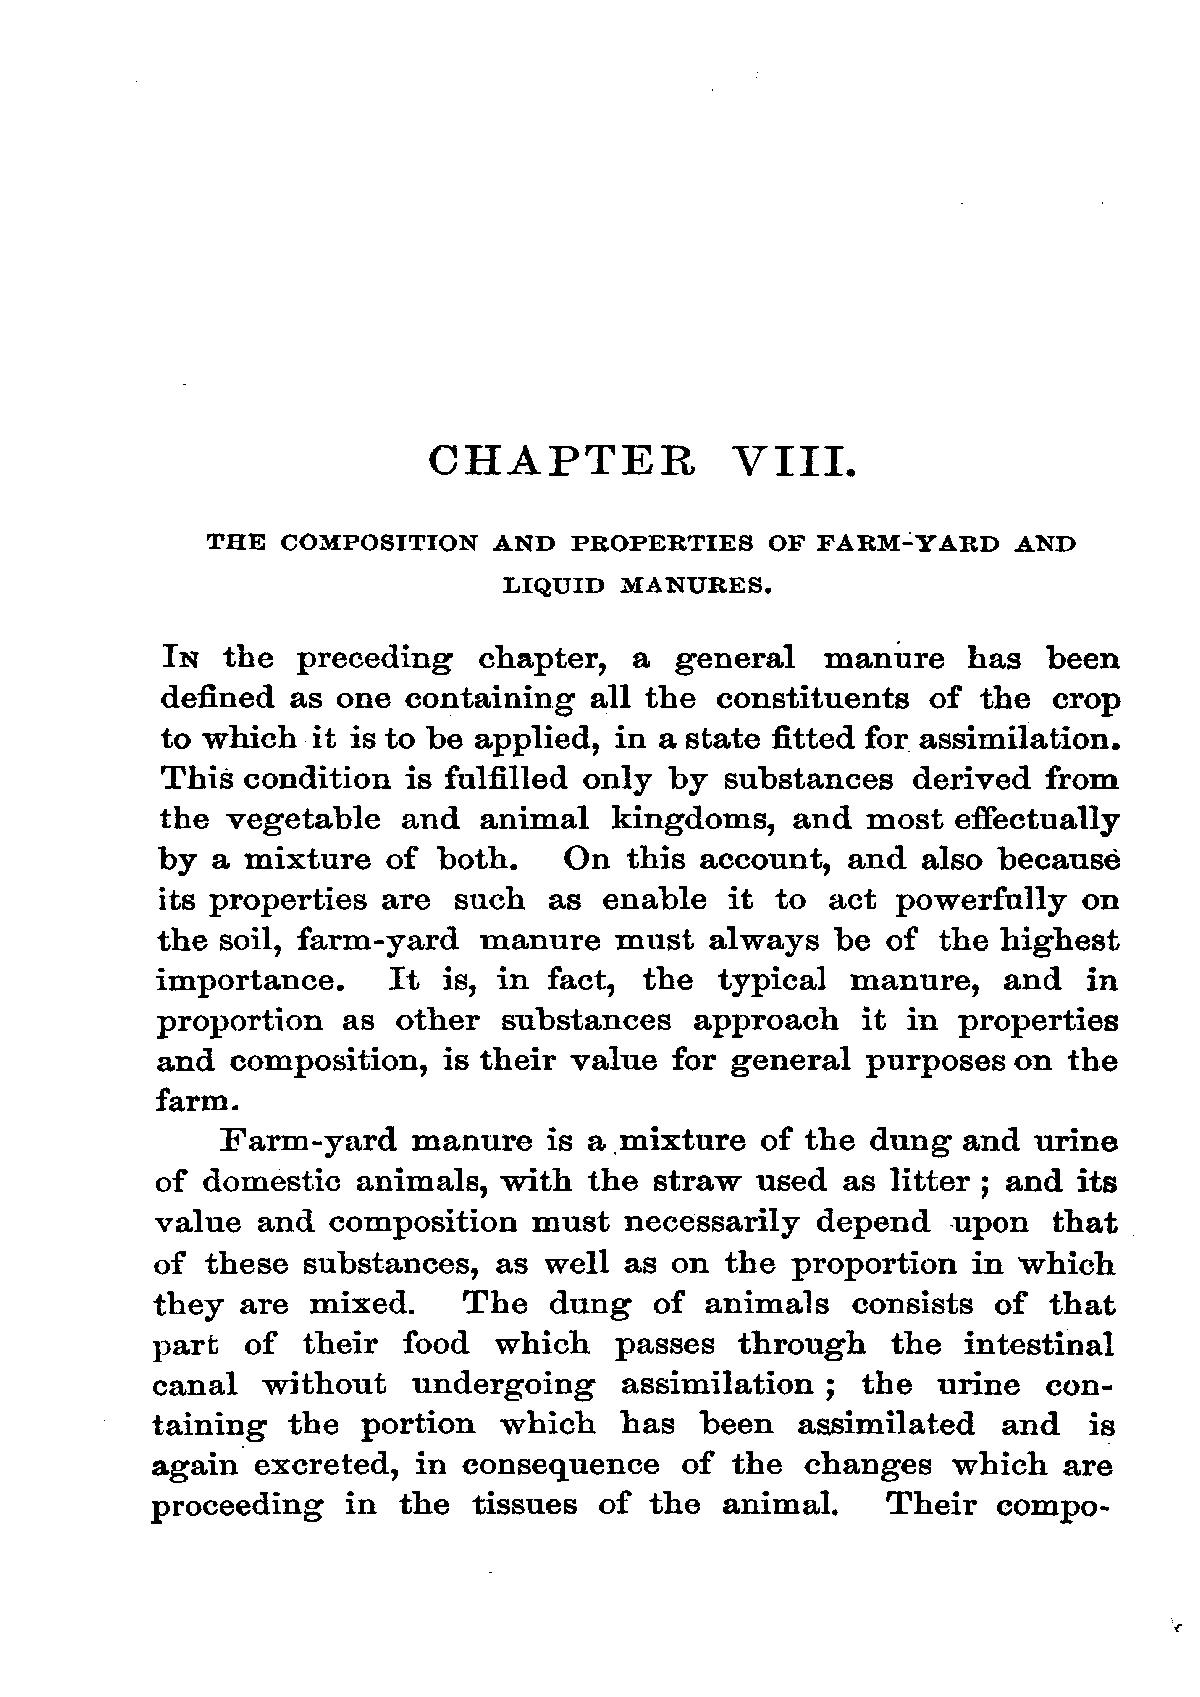 CHAPTER VIII.
THE COMPOSITION AND PROPERTIES OF FARM-YARD AND
LIQUID MANURES.
IN the preceding chapter, a general manure has been
defined as one containing all the constituents of the crop
to which it is to be applied, in a state fitted for assimilation.
This condition is fulfilled only by substances derived from
the vegetable and animal kingdoms, and most effectually
by a mixture of both. On this account, and also because
its properties are such as enable it to act powerfully on
the soil, farm-yard manure must always be of the highest
importance. It is, in fact, the typical manure, and in
proportion as other substances approach it in properties
and composition, is their value for general purposes on the
farm.
Farm-yard manure is a mixture of the dung and urine
of domestic animals, with the straw used as litter ; and its
value and composition must necessarily depend upon that
of these substances, as well as on the proportion in which
they are mixed. The dung of animals consists of that
part of their food which passes through the intestinal
canal without undergoing assimilation ; the urine con-
taining the portion which has been assimilated and is
again excreted, in consequence of the changes which are
proceeding in the tissues of the animal. Their compo-